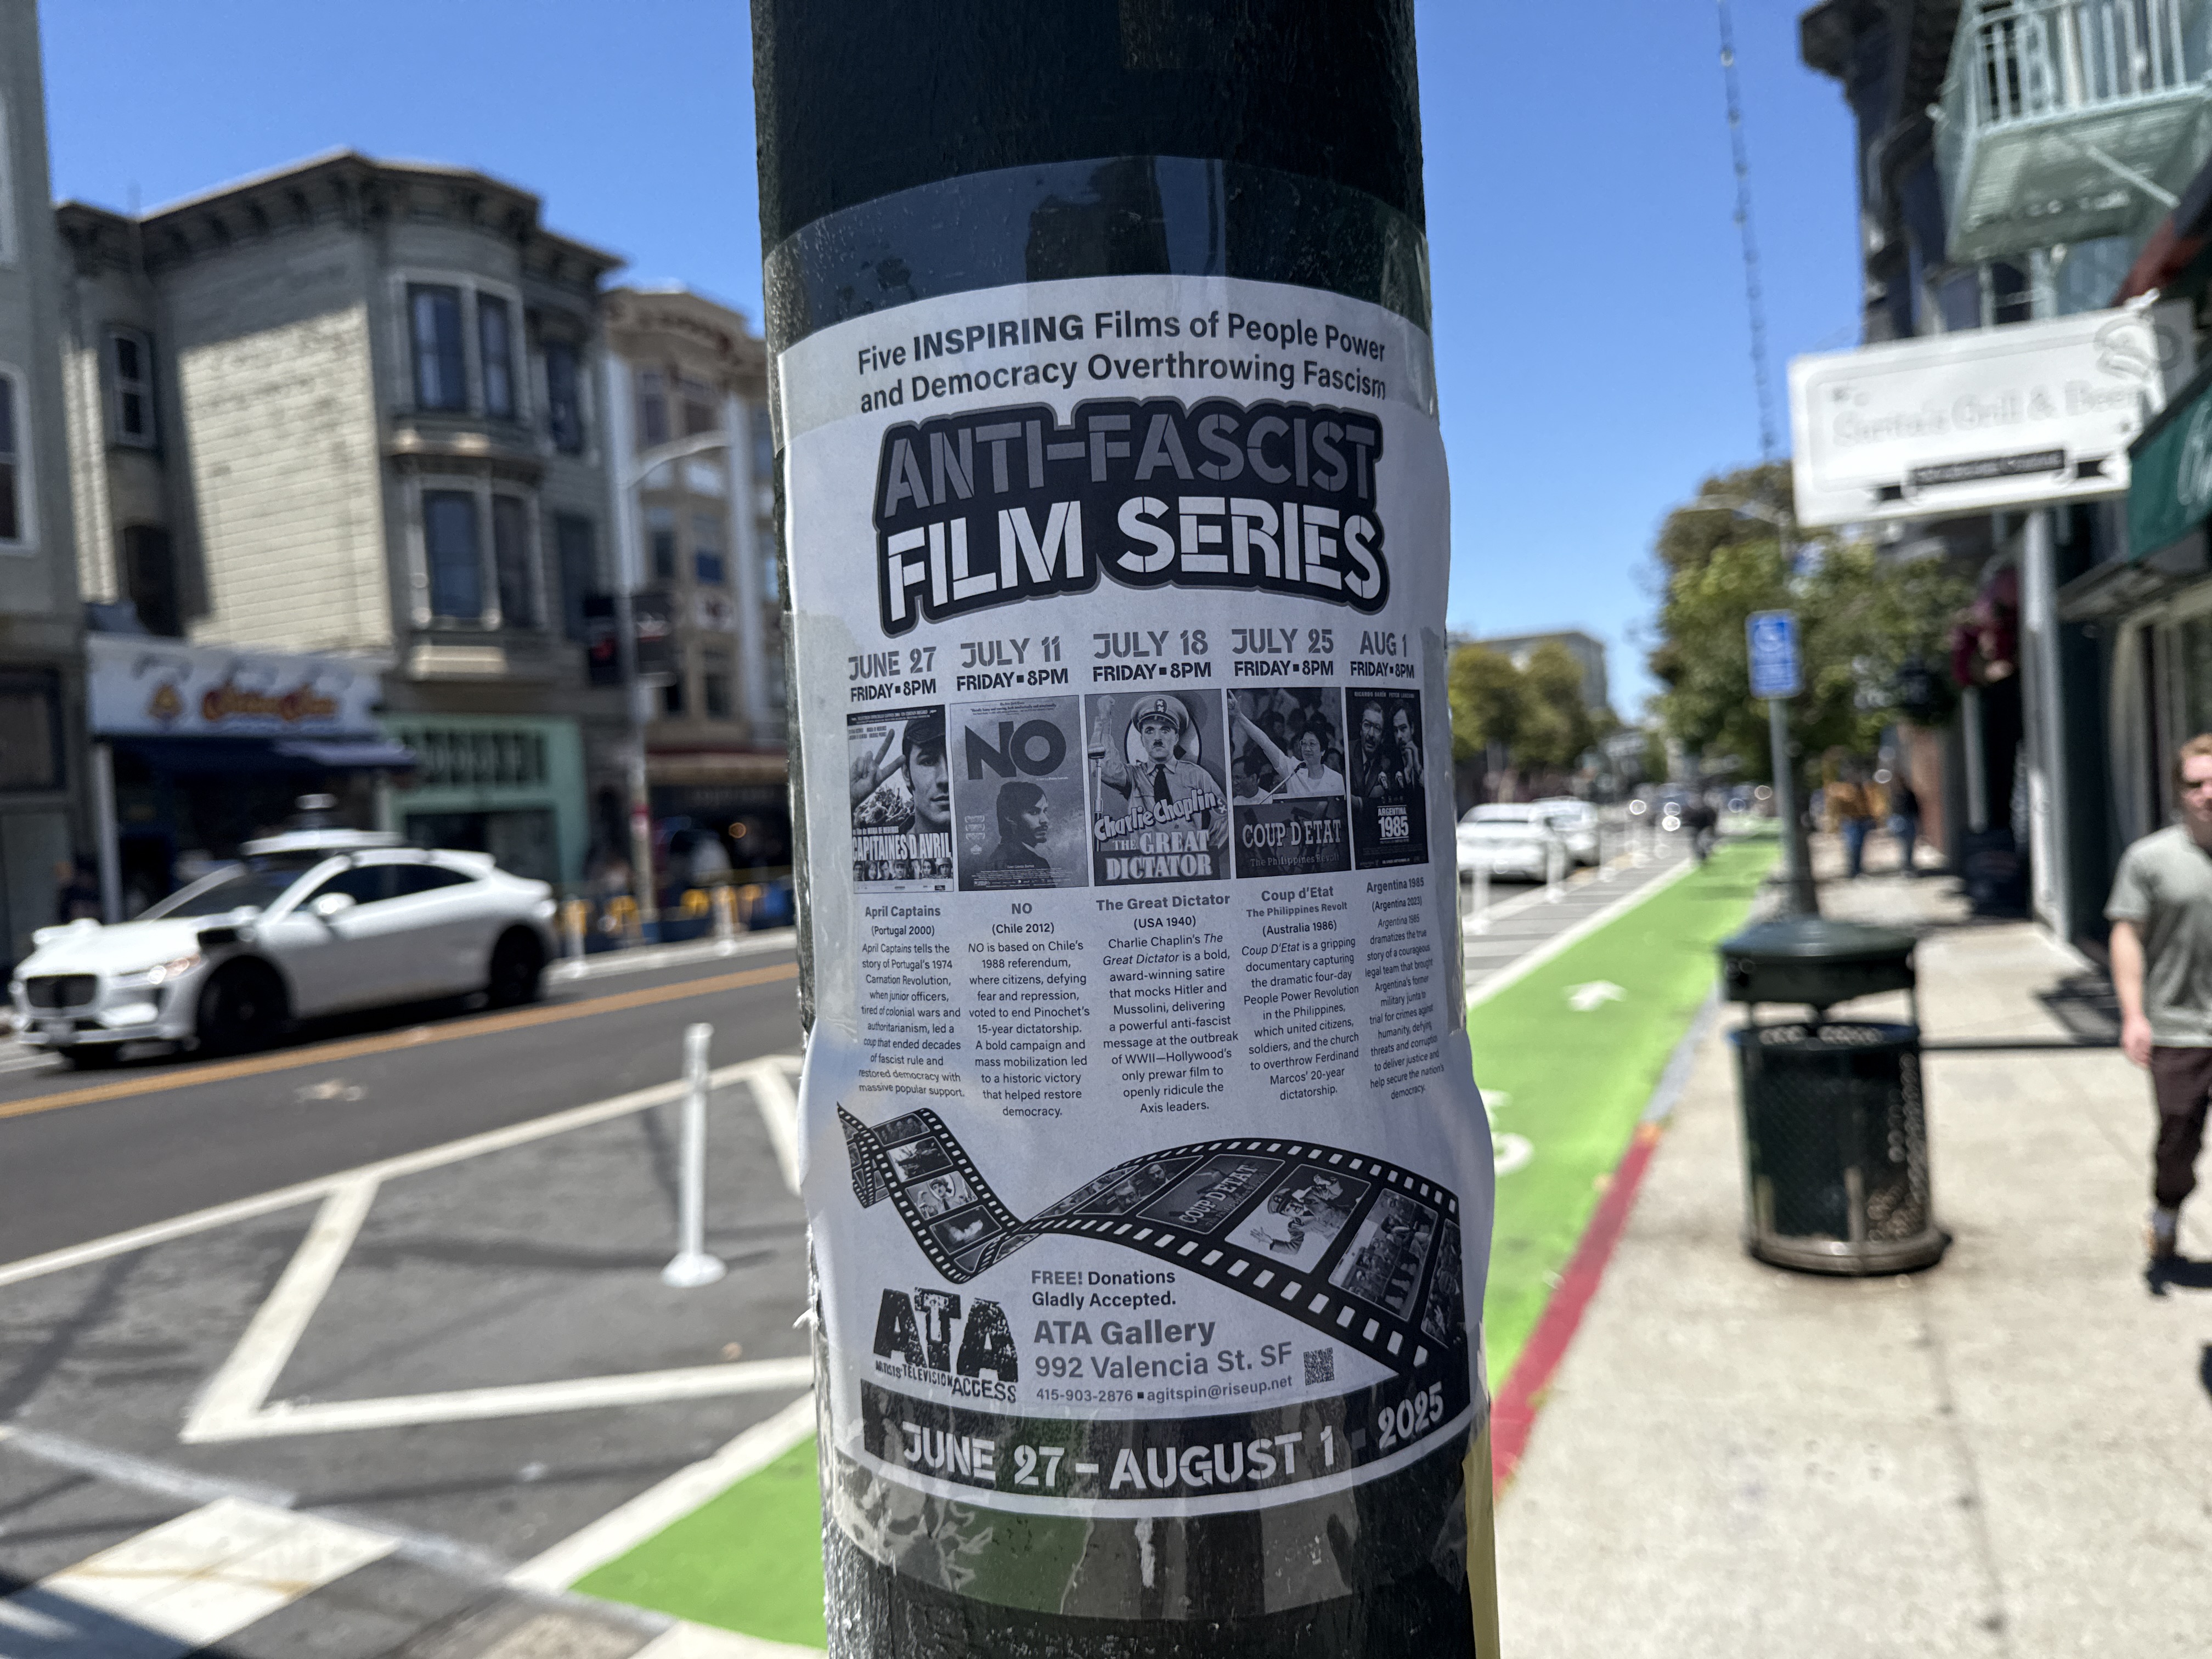 Five INSPIRING Films of People Power
and Democracy Overthrowing Fascism
ANTI-FASCIST
FILM SERIES
JUNE 27
FRIDAY▪8PM
CAPITAINES D'AVRIL
April Captains
(Portugal 2000)
April Captains tells the
story of Portugal's 1974
Carnation Revolution,
when junior officers,
tired of colonial wars and
authoritarianism, led a
coup that ended decades
of fascist rule and
restored democracy with
massive popular support.
JULY 11
FRIDAY▪8PM
NO
NO
(Chile 2012)
NO is based on Chile's
1988 referendum,
where citizens, defying
fear and repression,
voted to end Pinochet's
15-year dictatorship.
A bold campaign and
mass mobilization led
to a historic victory
that helped restore
democracy.
JULY 18
FRIDAY▪8PM
Charlie Chaplin
THE GREAT
DICTATOR
The Great Dictator
(USA 1940)
Charlie Chaplin's The
Great Dictator is a bold,
award-winning satire
that mocks Hitler and
Mussolini, delivering
a powerful anti-fascist
message at the outbreak
of WWII—Hollywood's
only prewar film to
openly ridicule the
Axis leaders.
JULY 25
FRIDAY▪8PM
COUP D'ETAT
The Philippines Revolt
Coup d'Etat
The Philippines Revolt
(Australia 1986)
Coup D'Etat is a gripping
documentary capturing
the dramatic four-day
People Power Revolution
in the Philippines,
which united citizens,
soldiers, and the church
to overthrow Ferdinand
Marcos' 20-year
dictatorship.
AUG 1
FRIDAY▪8PM
ARGENTINA
1985
Argentina 1985
(Argentina 2023)
Argentina 1985
dramatizes the true
story of a courageous
legal team that brought
Argentina's former
military junta to
trial for crimes against
humanity, defying
threats and corruption
to deliver justice and
help secure the nation's
democracy.
COUP D'ETAT
ATA
ARTISTS' TELEVISION ACCESS
FREE! Donations
Gladly Accepted.
ATA Gallery
992 Valencia St. SF
415-903-2876 ▪ agitspin@riseup.net
JUNE 27 – AUGUST 1 - 2025